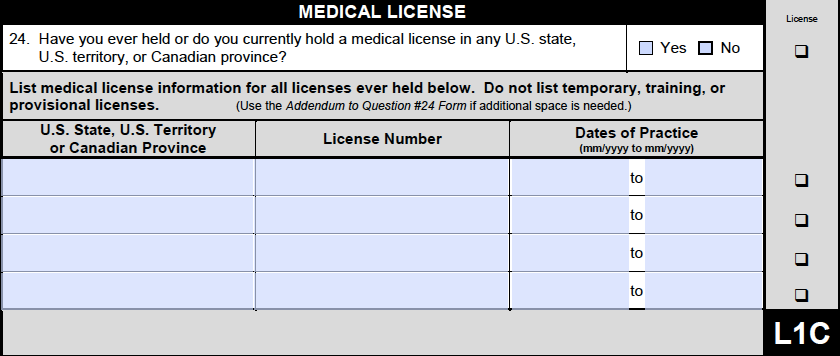 MEDICAL LICENSE
License
24. Have you ever held or do you currently hold a medical license in any U.S. state,
U.S. territory, or Canadian province?
Yes No
List medical license information for all licenses ever held below. Do not list temporary, training, or
provisional licenses. (Use the Addendum to Question #24 Form if additional space is needed.)
U.S. State, U.S. Territory
or Canadian Province
License Number
Dates of Practice
(mm/yyyy to mm/yyyy)
to
to
to
to
L1C